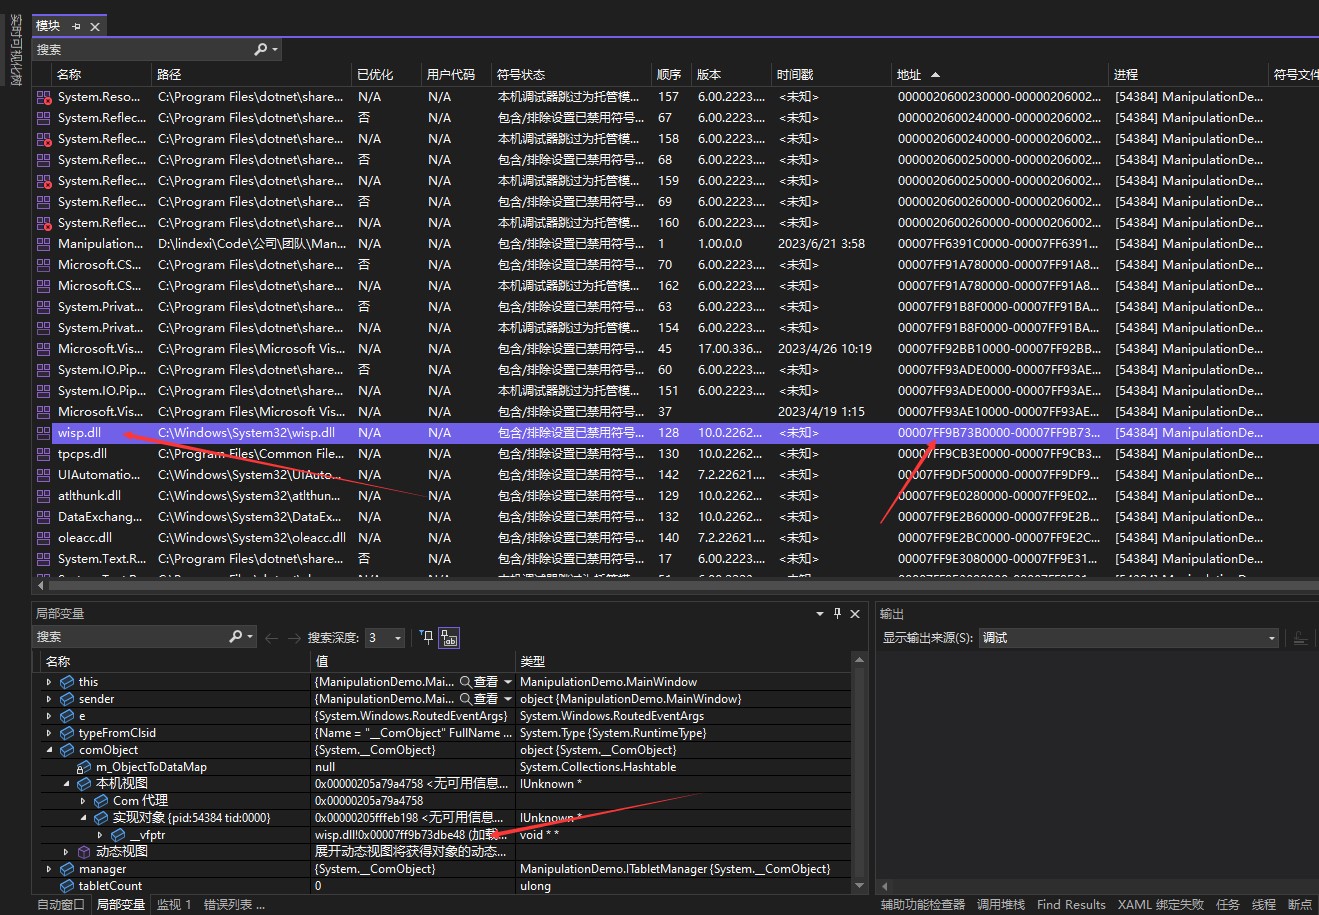 模块
搜索
名称 路径 已优化 用户代码 符号状态 顺序 版本 时间戳 地址 进程 符号文件
System.Reso... C:\Program Files\dotnet\share... N/A N/A 本机调试器跳过为托管模... 157 6.00.2223.... <未知> 0000020600230000-00000206002... [54384] ManipulationDe...
System.Reflec... C:\Program Files\dotnet\share... 否 N/A 包含/排除设置已禁用符号... 67 6.00.2223.... <未知> 0000020600240000-00000206002... [54384] ManipulationDe...
System.Reflec... C:\Program Files\dotnet\share... N/A N/A 本机调试器跳过为托管模... 158 6.00.2223.... <未知> 0000020600240000-00000206002... [54384] ManipulationDe...
System.Reflec... C:\Program Files\dotnet\share... 否 N/A 包含/排除设置已禁用符号... 68 6.00.2223.... <未知> 0000020600250000-00000206002... [54384] ManipulationDe...
System.Reflec... C:\Program Files\dotnet\share... N/A N/A 本机调试器跳过为托管模... 159 6.00.2223.... <未知> 0000020600250000-00000206002... [54384] ManipulationDe...
System.Reflec... C:\Program Files\dotnet\share... 否 N/A 包含/排除设置已禁用符号... 69 6.00.2223.... <未知> 0000020600260000-00000206002... [54384] ManipulationDe...
System.Reflec... C:\Program Files\dotnet\share... N/A N/A 本机调试器跳过为托管模... 160 6.00.2223.... <未知> 0000020600260000-00000206002... [54384] ManipulationDe...
Manipulation... D:\lindexi\Code\公司\团队\Man... N/A N/A 包含/排除设置已禁用符号... 1 1.00.0.0 2023/6/21 3:58 00007FF6391C0000-00007FF6391... [54384] ManipulationDe...
Microsoft.CS... C:\Program Files\dotnet\share... 否 N/A 包含/排除设置已禁用符号... 70 6.00.2223.... <未知> 00007FF91A780000-00007FF91A8... [54384] ManipulationDe...
Microsoft.CS... C:\Program Files\dotnet\share... N/A N/A 本机调试器跳过为托管模... 162 6.00.2223.... <未知> 00007FF91A780000-00007FF91A8... [54384] ManipulationDe...
System.Privat... C:\Program Files\dotnet\share... 否 N/A 包含/排除设置已禁用符号... 63 6.00.2223.... <未知> 00007FF91B8F0000-00007FF91BA... [54384] ManipulationDe...
System.Privat... C:\Program Files\dotnet\share... N/A N/A 本机调试器跳过为托管模... 154 6.00.2223.... <未知> 00007FF91B8F0000-00007FF91BA... [54384] ManipulationDe...
Microsoft.Vis... C:\Program Files\Microsoft Vis... N/A N/A 包含/排除设置已禁用符号... 45 17.00.336... 2023/4/26 10:19 00007FF92BB10000-00007FF92BB... [54384] ManipulationDe...
System.IO.Pip... C:\Program Files\dotnet\share... 否 N/A 包含/排除设置已禁用符号... 60 6.00.2223.... <未知> 00007FF93ADE0000-00007FF93AE... [54384] ManipulationDe...
System.IO.Pip... C:\Program Files\dotnet\share... N/A N/A 本机调试器跳过为托管模... 151 6.00.2223.... <未知> 00007FF93ADE0000-00007FF93AE... [54384] ManipulationDe...
Microsoft.Vis... C:\Program Files\Microsoft Vis... N/A N/A 包含/排除设置已禁用符号... 37 2023/4/19 1:15 00007FF93AE10000-00007FF93AE... [54384] ManipulationDe...
wisp.dll C:\Windows\System32\wisp.dll N/A N/A 包含/排除设置已禁用符号... 128 10.0.2262... <未知> 00007FF9B73B0000-00007FF9B73... [54384] ManipulationDe...
tpcps.dll C:\Program Files\Common File... N/A N/A 包含/排除设置已禁用符号... 130 10.0.2262... <未知> 00007FF9CB3E0000-00007FF9CB3... [54384] ManipulationDe...
UIAutomatio... C:\Windows\System32\UIAuto... N/A N/A 包含/排除设置已禁用符号... 142 7.2.22621.... <未知> 00007FF9DF500000-00007FF9DF9... [54384] ManipulationDe...
atlthunk.dll C:\Windows\System32\atlthun... N/A N/A 包含/排除设置已禁用符号... 129 10.0.2262... <未知> 00007FF9E0280000-00007FF9E02... [54384] ManipulationDe...
DataExchang... C:\Windows\System32\DataEx... N/A N/A 包含/排除设置已禁用符号... 132 10.0.2262... <未知> 00007FF9E2B60000-00007FF9E2B... [54384] ManipulationDe...
oleacc.dll C:\Windows\System32\oleacc.dll N/A N/A 包含/排除设置已禁用符号... 140 7.2.22621.... <未知> 00007FF9E2BC0000-00007FF9E2C... [54384] ManipulationDe...
System.Text.R... C:\Program Files\dotnet\share... 否 N/A 包含/排除设置已禁用符号... 17 6.00.2223.... <未知> 00007FF9E3080000-00007FF9E31... [54384] ManipulationDe...
局部变量
搜索 搜索深度: 3
名称 值 类型
this {ManipulationDemo.Mai... 查看 ManipulationDemo.MainWindow
sender {ManipulationDemo.Mai... 查看 object {ManipulationDemo.MainWindow}
e {System.Windows.RoutedEventArgs} System.Windows.RoutedEventArgs
typeFromClsid {Name = "__ComObject" FullName ... System.Type {System.RuntimeType}
comObject {System.__ComObject} object {System.__ComObject}
m_ObjectToDataMap null System.Collections.Hashtable
本机视图 0x00000205a79a4758 <无可用信息... IUnknown *
Com 代理 0x00000205a79a4758
实现对象 {pid:54384 tid:0000} 0x00000205fffeb198 <无可用信息... IUnknown *
__vfptr wisp.dll!0x00007ff9b73dbe48 (加载... void * *
动态视图 展开动态视图将获得对象的动态...
manager {System.__ComObject} ManipulationDemo.ITabletManager {System.__ComObject}
tabletCount 0 ulong
自动窗口 局部变量 监视 1 错误列表 ...
输出
显示输出来源(S): 调试
辅助功能检查器 调用堆栈 Find Results XAML 绑定失败 任务 线程 断点